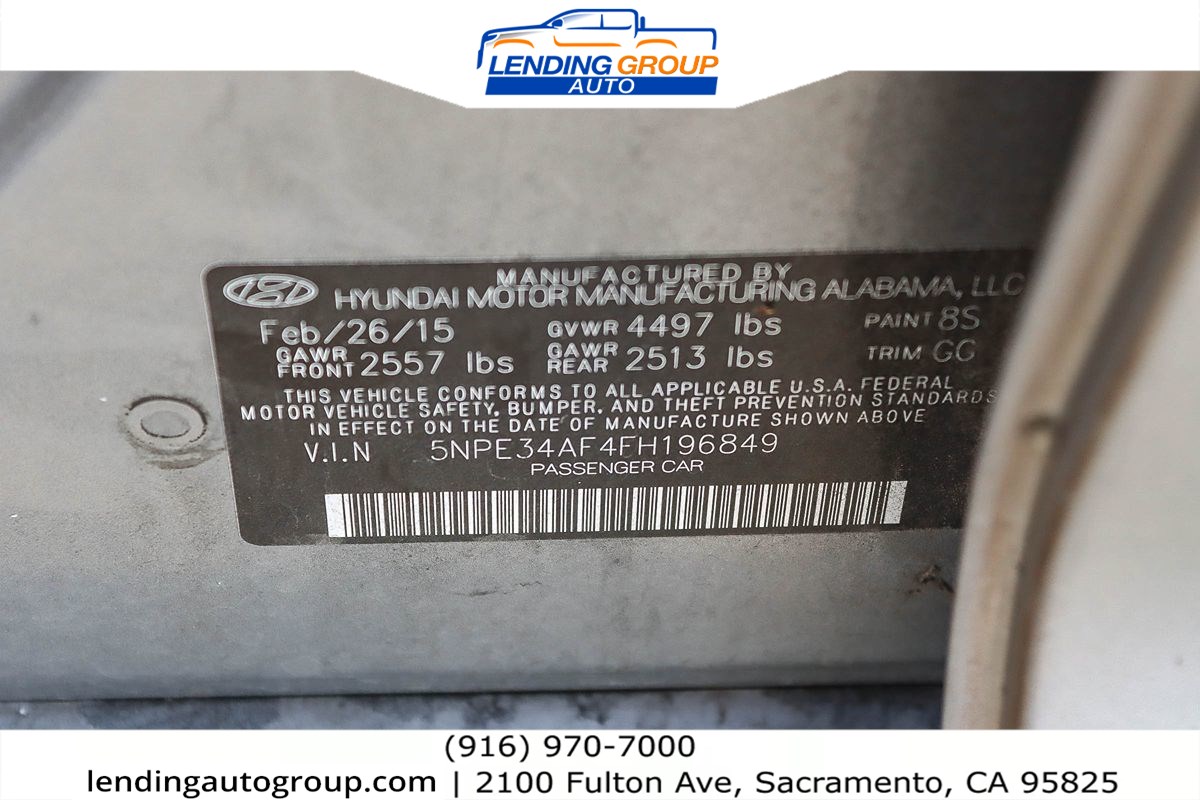 LENDING GROUP
AUTO
MANUFACTURED BY
HYUNDAI MOTOR MANUFACTURING ALABAMA, LLC
Feb/26/15 GVWR 4497 lbs PAINT 8S
GAWR FRONT 2557 lbs GAWR REAR 2513 lbs TRIM GG
THIS VEHICLE CONFORMS TO ALL APPLICABLE U.S.A. FEDERAL
MOTOR VEHICLE SAFETY, BUMPER, AND THEFT PREVENTION STANDARDS
IN EFFECT ON THE DATE OF MANUFACTURE SHOWN ABOVE
V.I.N 5NPE34AF4FH196849
PASSENGER CAR
(916) 970-7000
lendingautogroup.com | 2100 Fulton Ave, Sacramento, CA 95825